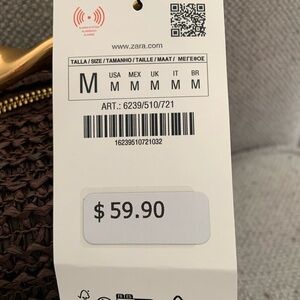 www.zara.com
TALLA / SIZE / TAMANHO / TAILLE / MAAT / ΜΕΓΕΘΟΣ
M
USA MEX UK IT BR
M M M M M
ART.: 6239/510/721
16239510721032
$ 59.90